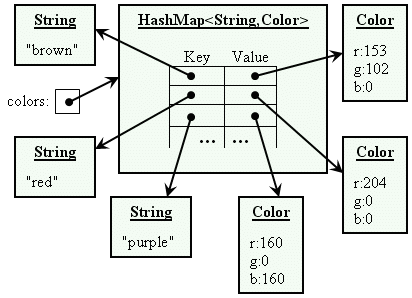 String
"brown"
HashMap<String,Color>
Key Value
... ...
Color
r:153
g:102
b:0
colors:
String
"red"
Color
r:204
g:0
b:0
String
"purple"
Color
r:160
g:0
b:160